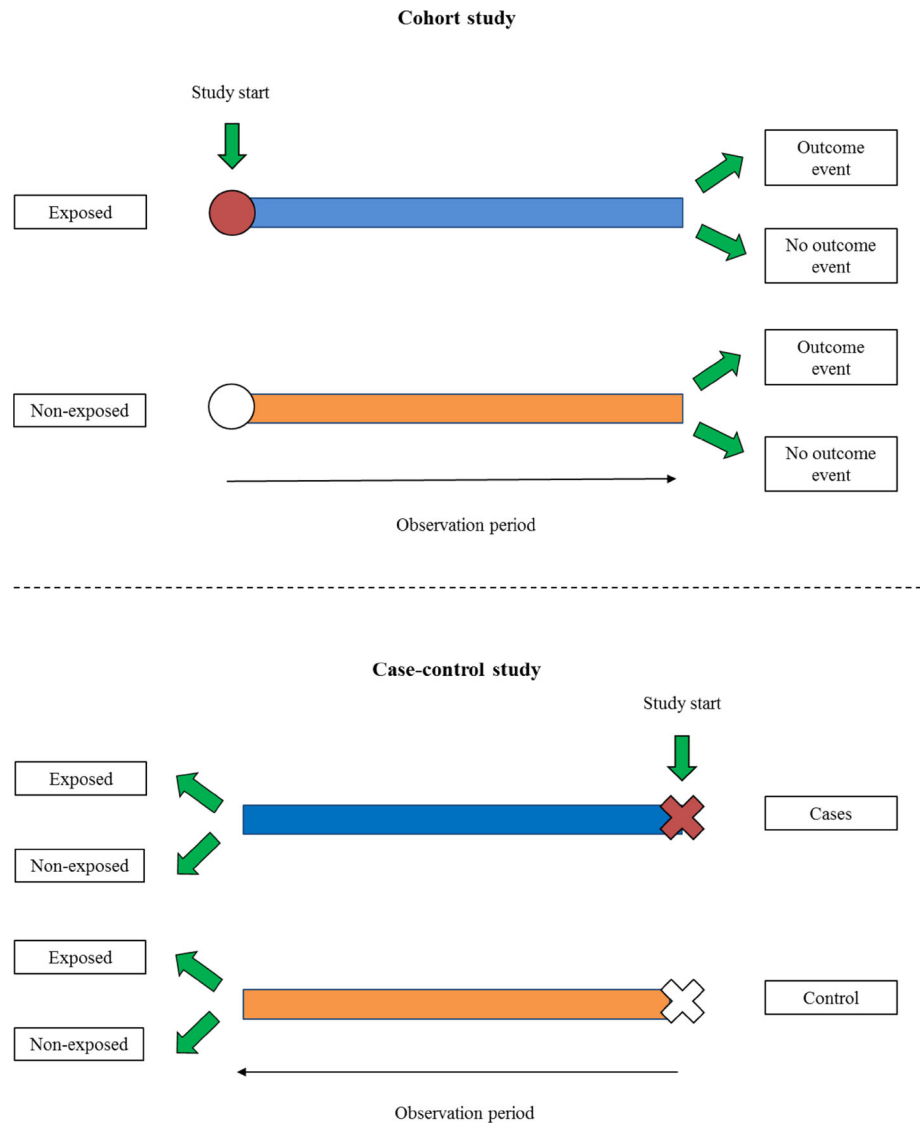 Cohort study
Study start
Exposed
Outcome
event
No outcome
event
Non-exposed
Outcome
event
No outcome
event
Observation period
Case-control study
Study start
Exposed
Non-exposed
Cases
Exposed
Non-exposed
Control
Observation period